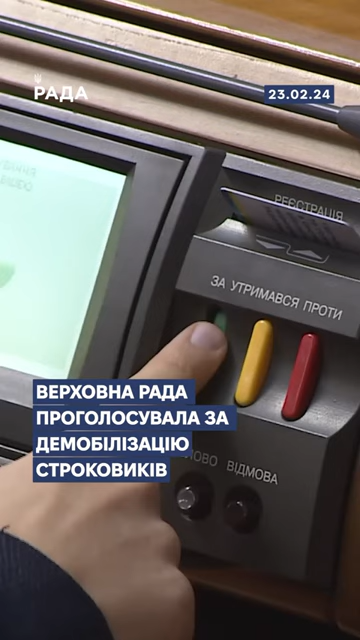 РАДА
23.02.24
РЕЄСТРАЦІЯ
ЗА УТРИМАВСЯ ПРОТИ
ВЕРХОВНА РАДА
ПРОГОЛОСУВАЛА ЗА
ДЕМОБІЛІЗАЦІЮ
СТРОКОВИКІВ
ВІДМОВА